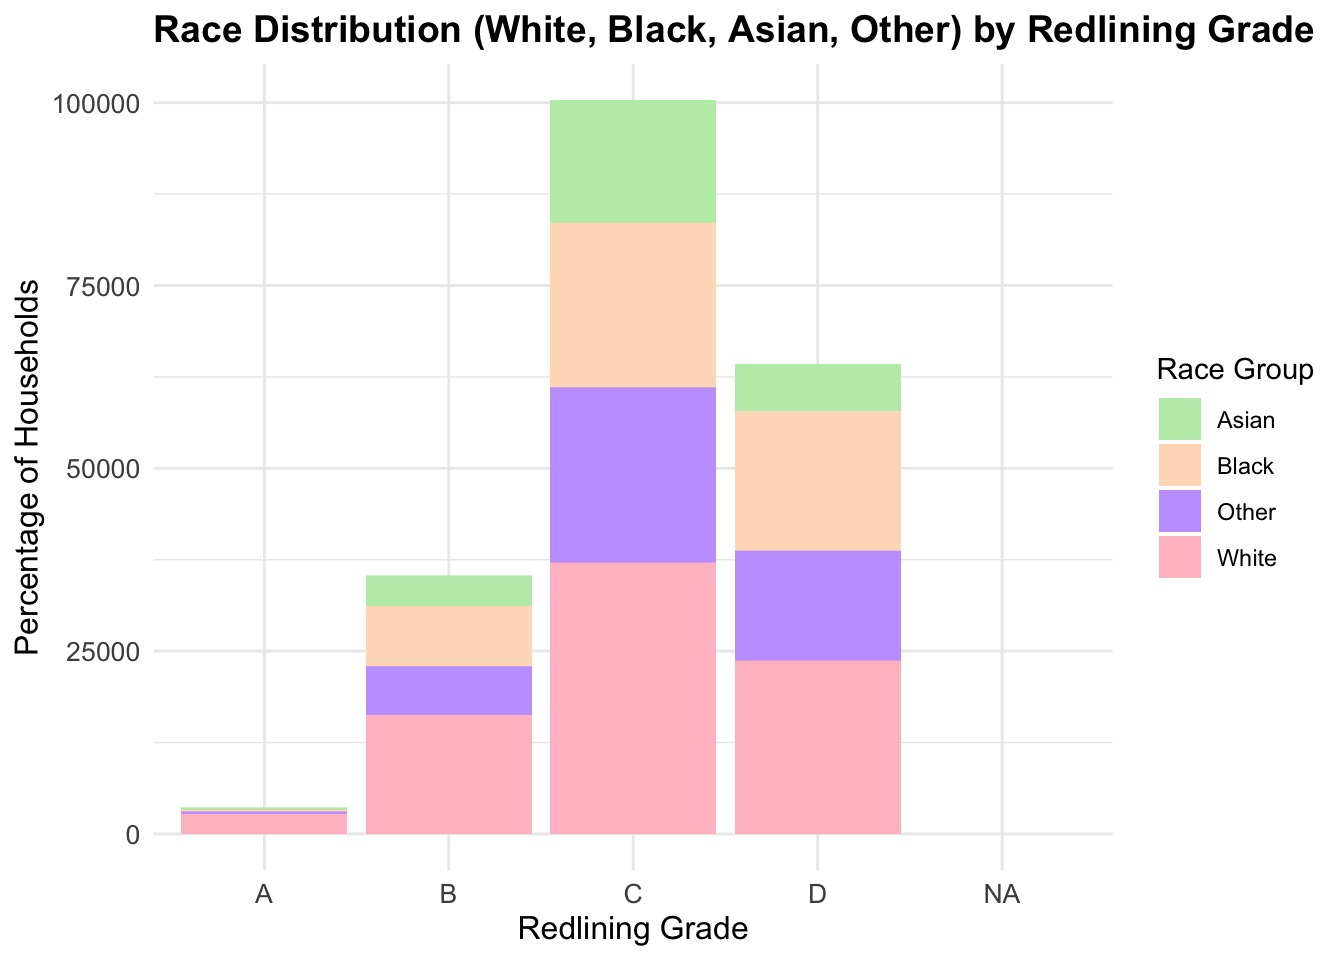 Race Distribution (White, Black, Asian, Other) by Redlining Grade
Percentage of Households
100000
75000
50000
25000
0
A
B
C
D
NA
Redlining Grade
Race Group
Asian
Black
Other
White